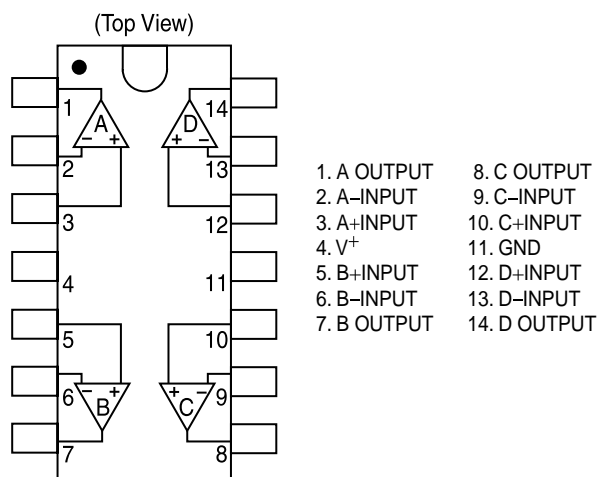 (Top View)
1
14
A
D
− +
+ −
2
13
3
12
4
11
5
10
− +
+ −
6
9
B
C
7
8
1. A OUTPUT
2. A–INPUT
3. A+INPUT
4. V+
5. B+INPUT
6. B–INPUT
7. B OUTPUT
8. C OUTPUT
9. C–INPUT
10. C+INPUT
11. GND
12. D+INPUT
13. D–INPUT
14. D OUTPUT